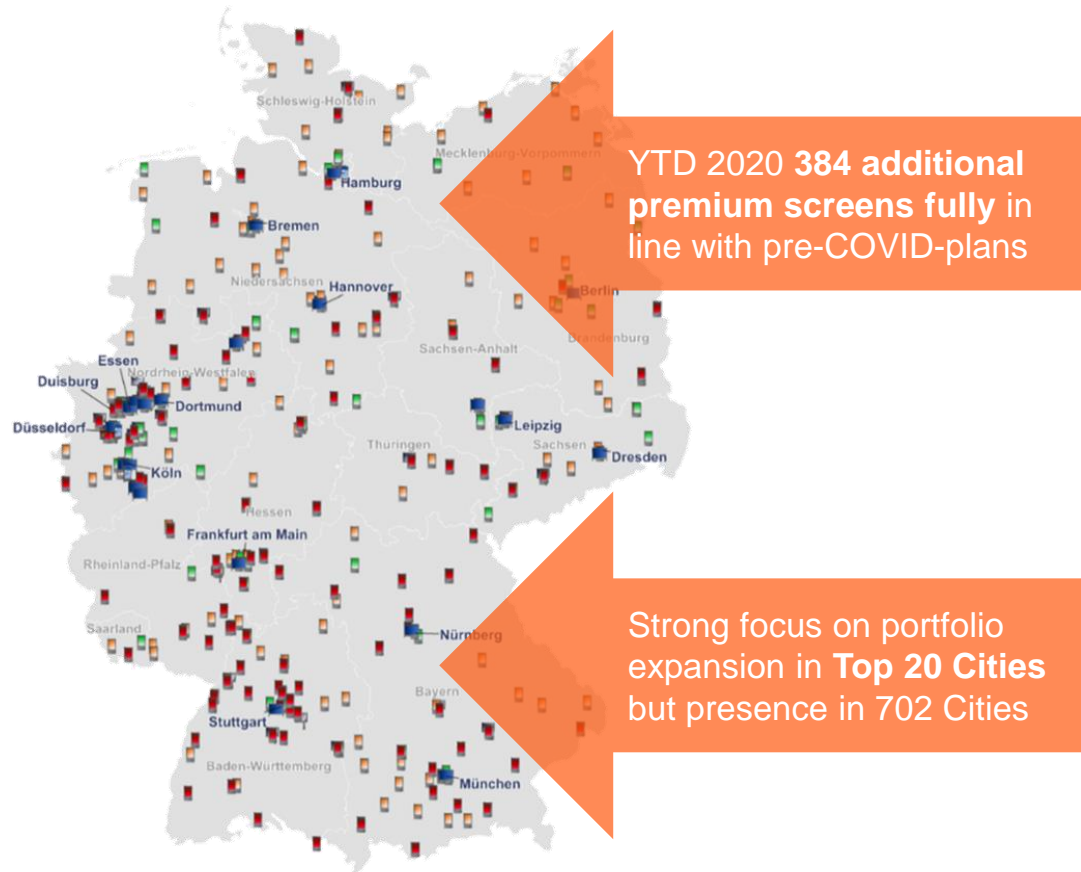 Schleswig-Holstein
Mecklenburg-Vorpommern
Hamburg
Bremen
Niedersachsen
Hannover
Berlin
Brandenburg
Sachsen-Anhalt
Essen
Nordrhein-Westfalen
Duisburg
Dortmund
Düsseldorf
Leipzig
Thüringen
Sachsen
Dresden
Köln
Hessen
Frankfurt am Main
Rheinland-Pfalz
Saarland
Nürnberg
Bayern
Stuttgart
Baden-Württemberg
München
YTD 2020 384 additional
premium screens fully in
line with pre-COVID-plans
Strong focus on portfolio
expansion in Top 20 Cities
but presence in 702 Cities